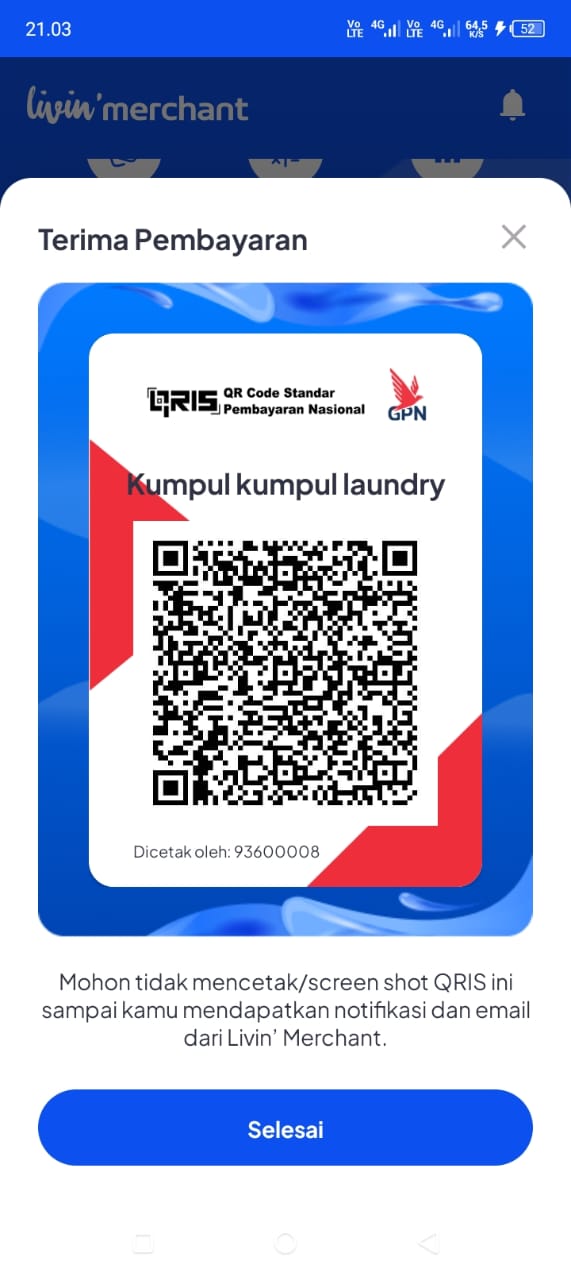 21.03
Vo LTE 4G Vo LTE 4G 64,5 K/S 52
livin' merchant
Terima Pembayaran
QRIS QR Code Standar
Pembayaran Nasional
GPN
Kumpul kumpul laundry
Dicetak oleh: 93600008
Mohon tidak mencetak/screen shot QRIS ini
sampai kamu mendapatkan notifikasi dan email
dari Livin’ Merchant.
Selesai